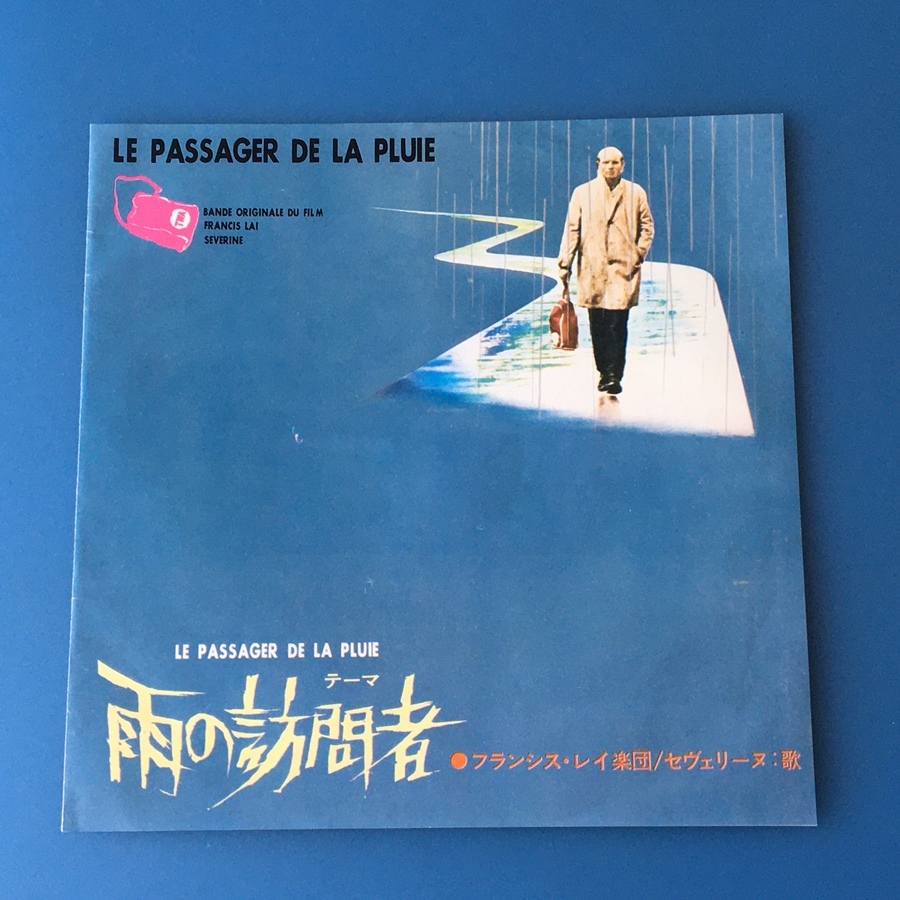 LE PASSAGER DE LA PLUIE
BANDE ORIGINALE DU FILM
FRANCIS LAI
SEVERINE
LE PASSAGER DE LA PLUIE
テーマ
雨の訪問者
●フランシス・レイ楽団/セヴェリーヌ:歌